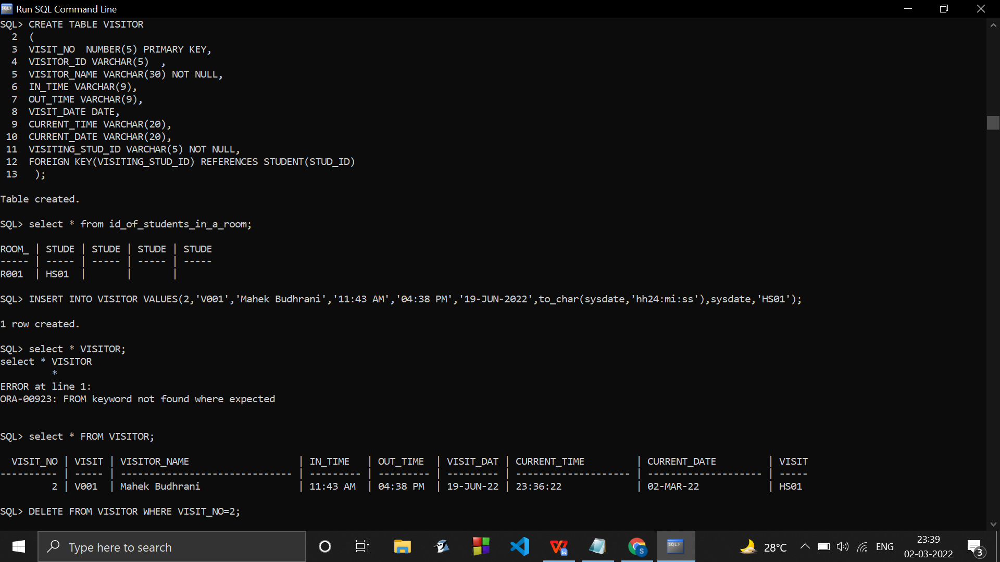 Run SQL Command Line
SQL> CREATE TABLE VISITOR
  2  (
  3  VISIT_NO  NUMBER(5) PRIMARY KEY,
  4  VISITOR_ID VARCHAR(5)  ,
  5  VISITOR_NAME VARCHAR(30) NOT NULL,
  6  IN_TIME VARCHAR(9),
  7  OUT_TIME VARCHAR(9),
  8  VISIT_DATE DATE,
  9  CURRENT_TIME VARCHAR(20),
 10  CURRENT_DATE VARCHAR(20),
 11  VISITING_STUD_ID VARCHAR(5) NOT NULL,
 12  FOREIGN KEY(VISITING_STUD_ID) REFERENCES STUDENT(STUD_ID)
 13   );
Table created.
SQL> select * from id_of_students_in_a_room;
ROOM_ | STUDE | STUDE | STUDE | STUDE
----- | ----- | ----- | ----- | -----
R001  | HS01  |       |       |
SQL> INSERT INTO VISITOR VALUES(2,'V001','Mahek Budhrani','11:43 AM','04:38 PM','19-JUN-2022',to_char(sysdate,'hh24:mi:ss'),sysdate,'HS01');
1 row created.
SQL> select * VISITOR;
select * VISITOR
         *
ERROR at line 1:
ORA-00923: FROM keyword not found where expected
SQL> select * FROM VISITOR;
  VISIT_NO | VISIT | VISITOR_NAME                   | IN_TIME   | OUT_TIME  | VISIT_DAT | CURRENT_TIME         | CURRENT_DATE         | VISIT
---------- | ----- | ------------------------------ | --------- | --------- | --------- | -------------------- | -------------------- | -----
         2 | V001  | Mahek Budhrani                 | 11:43 AM  | 04:38 PM  | 19-JUN-22 | 23:36:22             | 02-MAR-22            | HS01
SQL> DELETE FROM VISITOR WHERE VISIT_NO=2;
Type here to search
28°C
ENG
23:39
02-03-2022
3